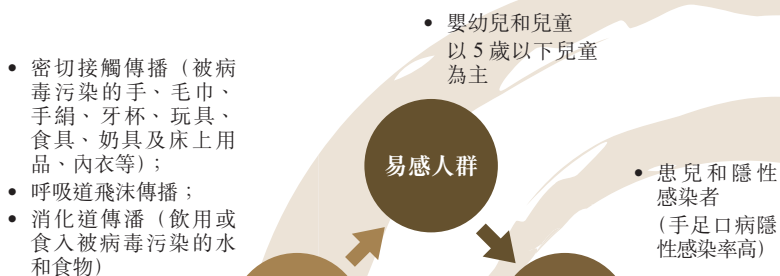 • 嬰幼兒和兒童
以 5 歲以下兒童
為主
• 密切接觸傳播（被病
毒污染的手、毛巾、
手絹、牙杯、玩具、
食具、奶具及床上用
品、內衣等）；
• 呼吸道飛沫傳播；
• 消化道傳潘（飲用或
食入被病毒污染的水
和食物）
易感人群
• 患兒和隱性
感染者
（手足口病隱
性感染率高）